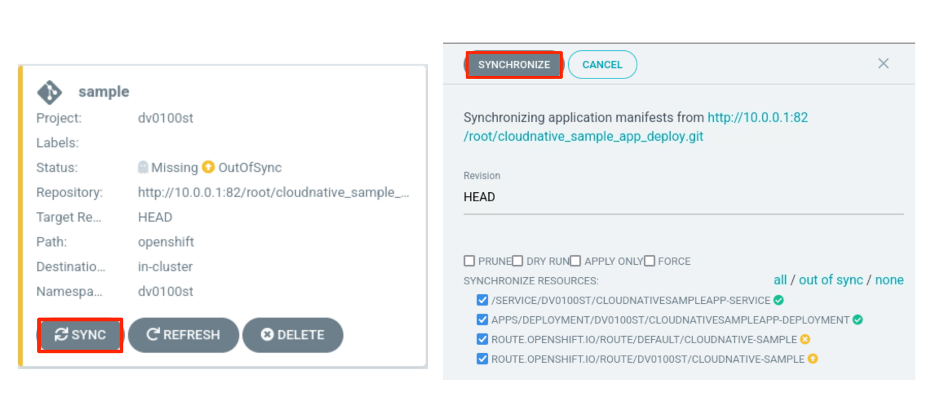 sample
Project: dv0100st
Labels:
Status: Missing OutOfSync
Repository: http://10.0.0.1:82/root/cloudnative_sample_...
Target Re... HEAD
Path: openshift
Destinatio... in-cluster
Namespa... dv0100st
SYNC REFRESH DELETE
SYNCHRONIZE CANCEL
Synchronizing application manifests from http://10.0.0.1:82
/root/cloudnative_sample_app_deploy.git
Revision
HEAD
PRUNE DRY RUN APPLY ONLY FORCE
SYNCHRONIZE RESOURCES: all / out of sync / none
/SERVICE/DV0100ST/CLOUDNATIVESAMPLEAPP-SERVICE
APPS/DEPLOYMENT/DV0100ST/CLOUDNATIVESAMPLEAPP-DEPLOYMENT
ROUTE.OPENSHIFT.IO/ROUTE/DEFAULT/CLOUDNATIVE-SAMPLE
ROUTE.OPENSHIFT.IO/ROUTE/DV0100ST/CLOUDNATIVE-SAMPLE